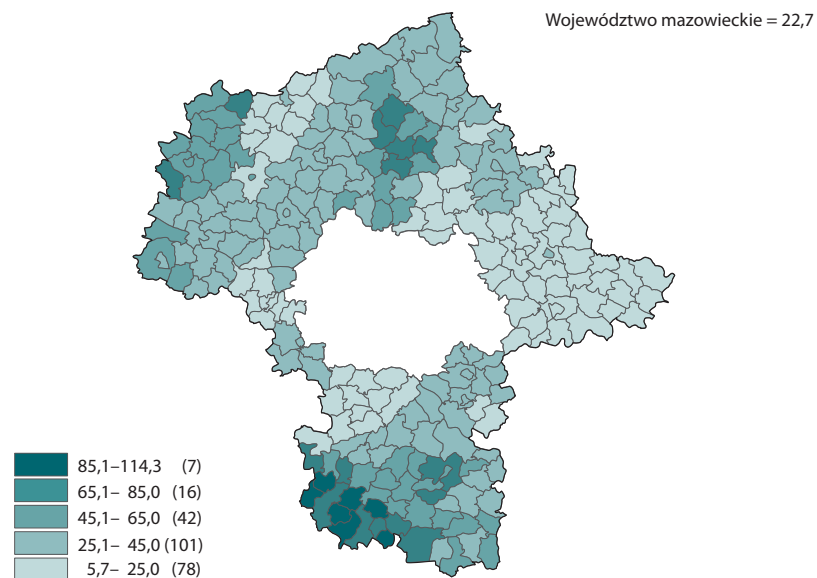 Województwo mazowieckie = 22,7
85,1–114,3 (7)
65,1– 85,0 (16)
45,1– 65,0 (42)
25,1– 45,0 (101)
5,7– 25,0 (78)